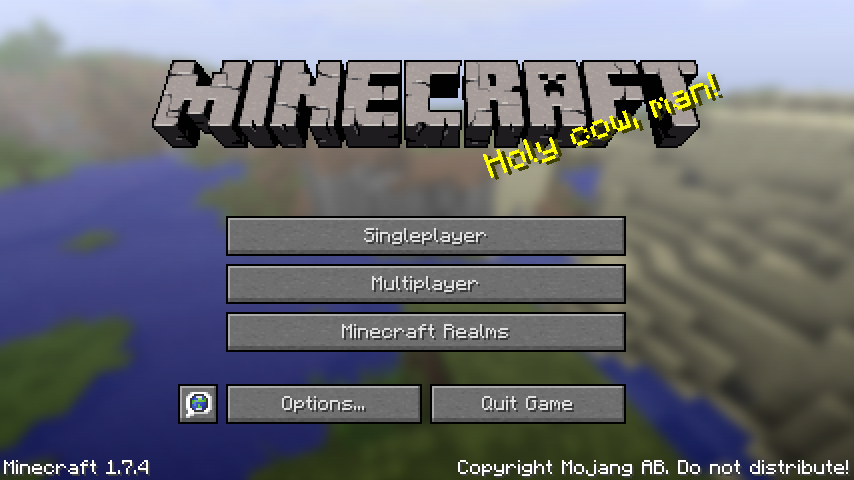 MINECRAFT
Holy cow, man!
Singleplayer
Multiplayer
Minecraft Realms
Options...
Quit Game
Minecraft 1.7.4
Copyright Mojang AB. Do not distribute!